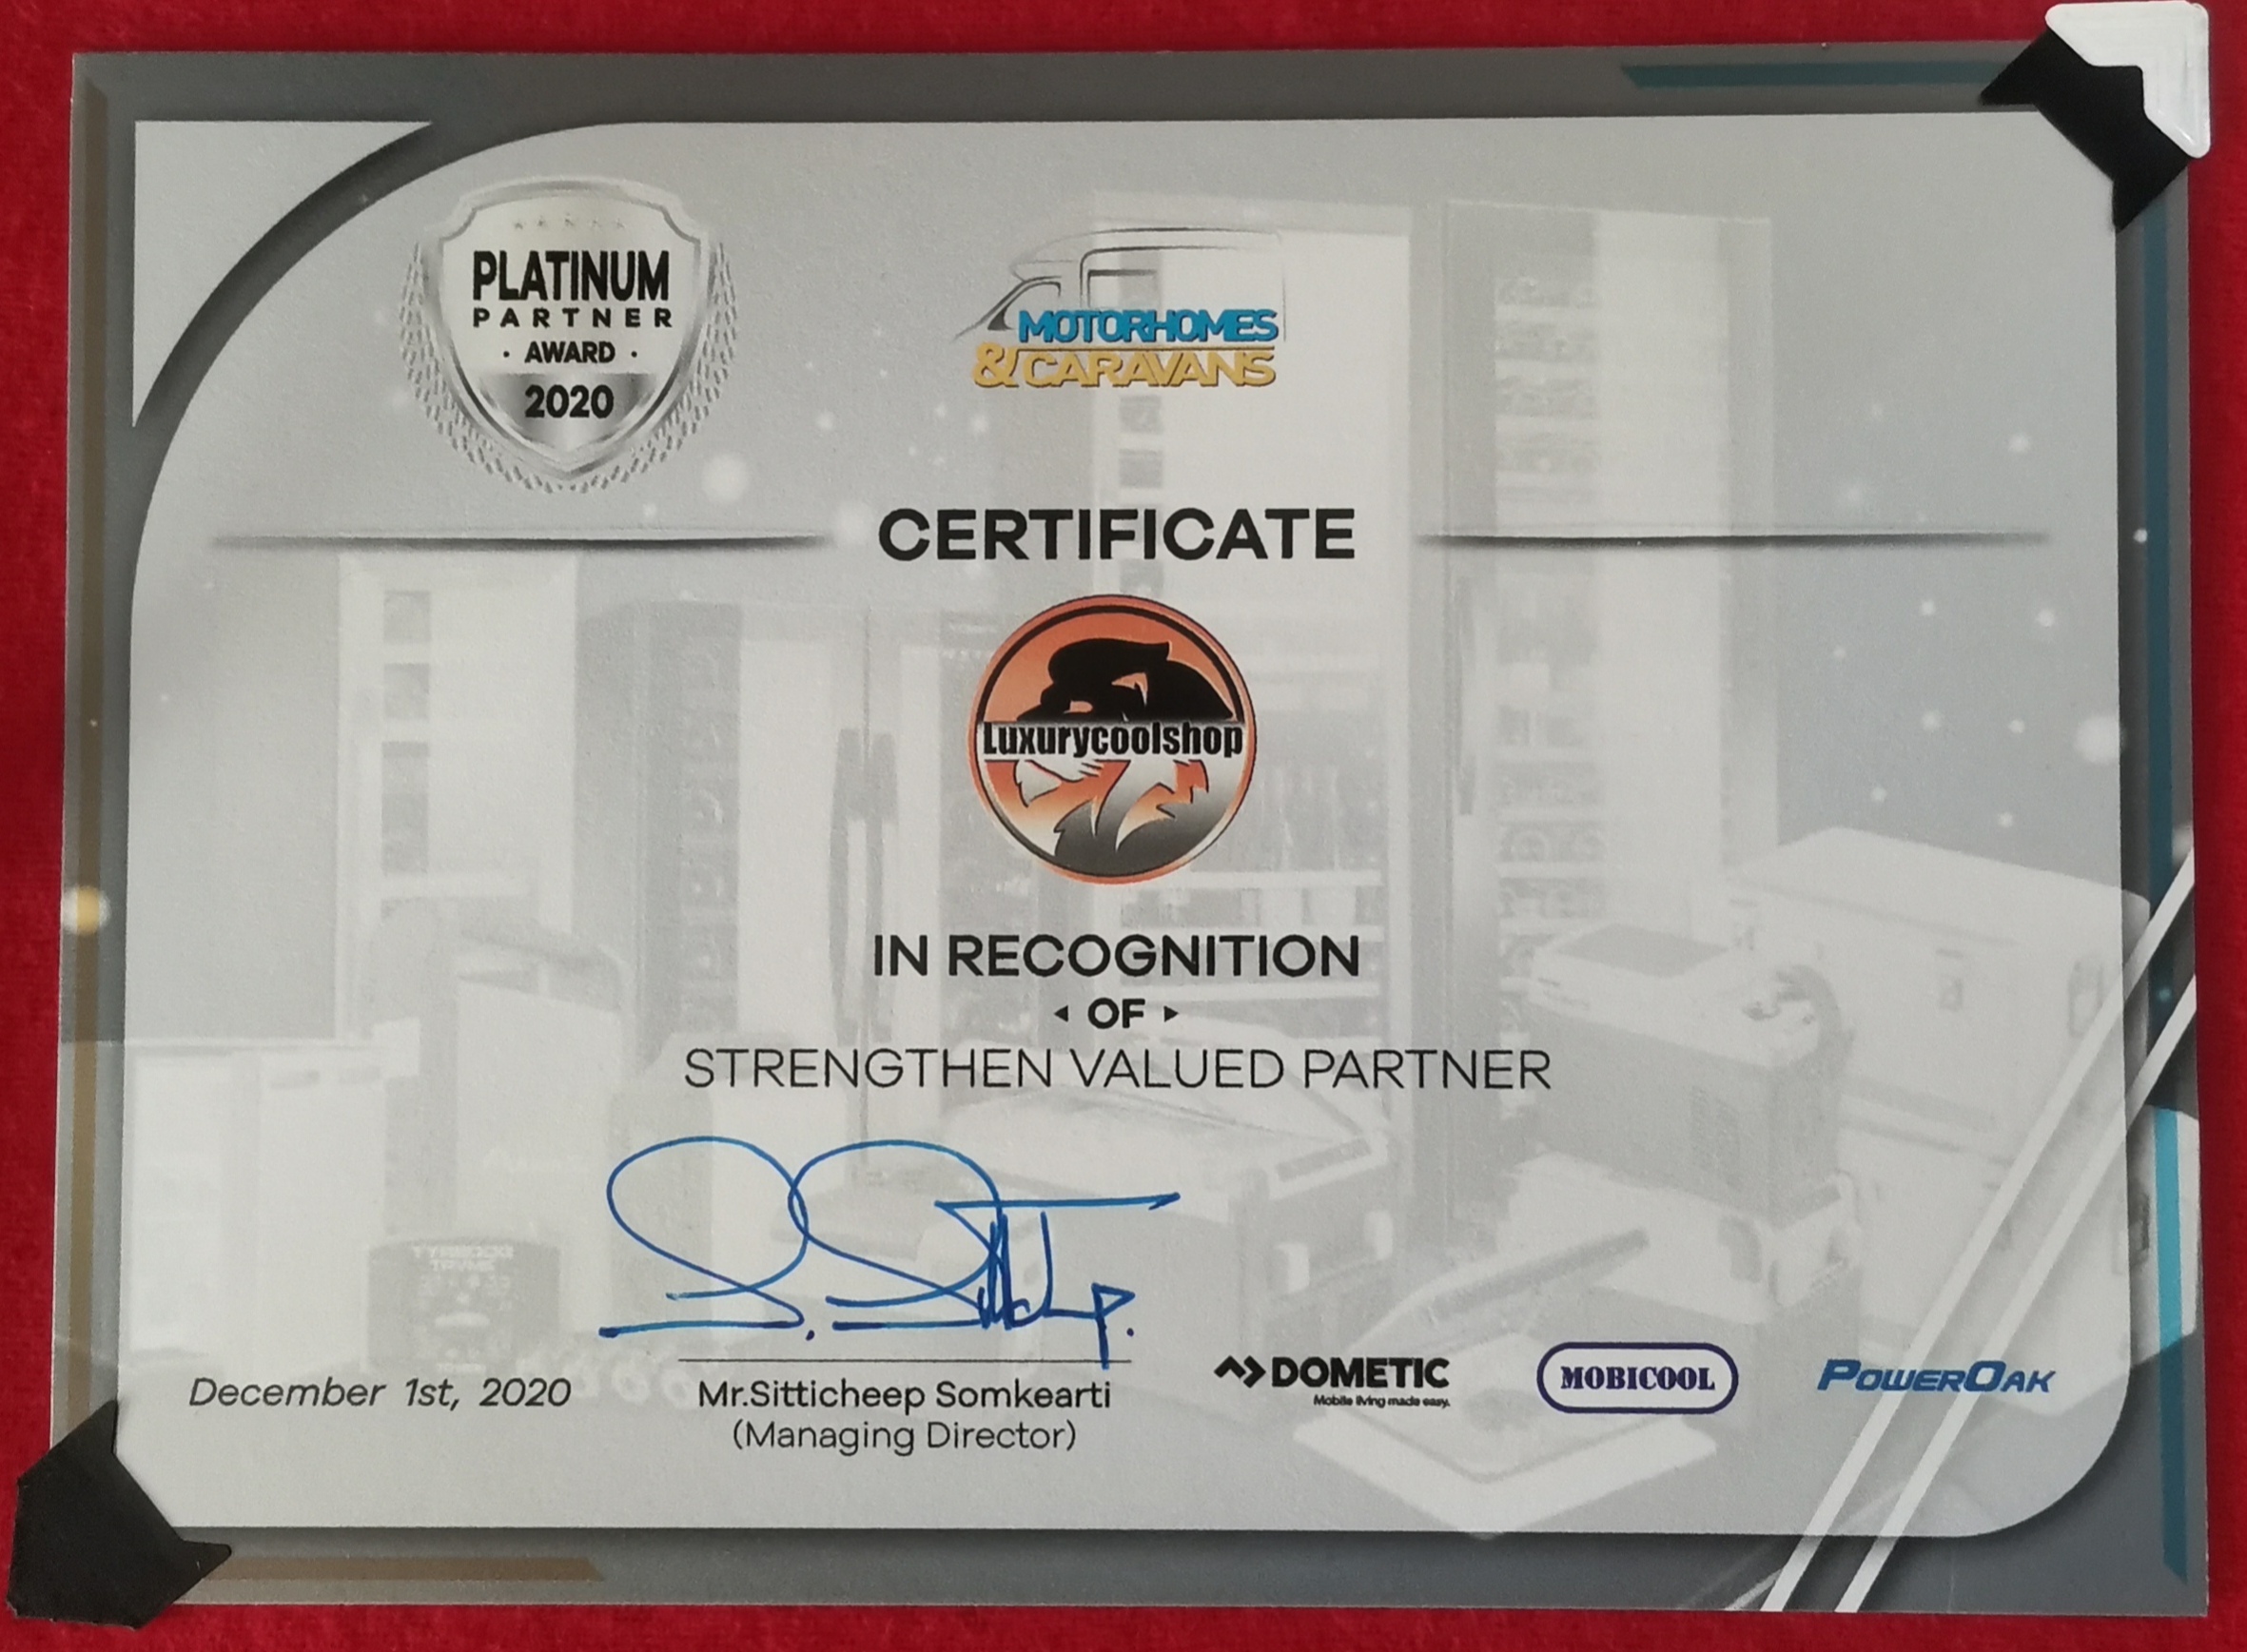 PLATINUM
PARTNER
· AWARD ·
2020
MOTORHOMES
&CARAVANS
CERTIFICATE
Luxurycoolshop
IN RECOGNITION
OF
STRENGTHEN VALUED PARTNER
December 1st, 2020
Mr.Sitticheep Somkearti
(Managing Director)
DOMETIC
Mobile living made easy.
MOBICOOL
POWEROAK